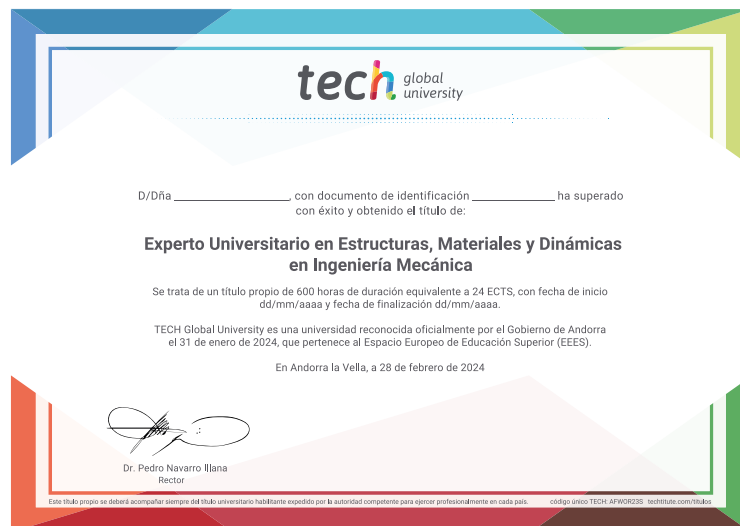 tech global
university
D/Dña ______________, con documento de identificación ______________ ha superado
con éxito y obtenido el título de:
Experto Universitario en Estructuras, Materiales y Dinámicas
en Ingeniería Mecánica
Se trata de un título propio de 600 horas de duración equivalente a 24 ECTS, con fecha de inicio
dd/mm/aaaa y fecha de finalización dd/mm/aaaa.
TECH Global University es una universidad reconocida oficialmente por el Gobierno de Andorra
el 31 de enero de 2024, que pertenece al Espacio Europeo de Educación Superior (EEES).
En Andorra la Vella, a 28 de febrero de 2024
Dr. Pedro Navarro Illana
Rector
Este título propio se deberá acompañar siempre del título universitario habilitante expedido por la autoridad competente para ejercer profesionalmente en cada país. código único TECH: AFWOR23S techtitute.com/titulos